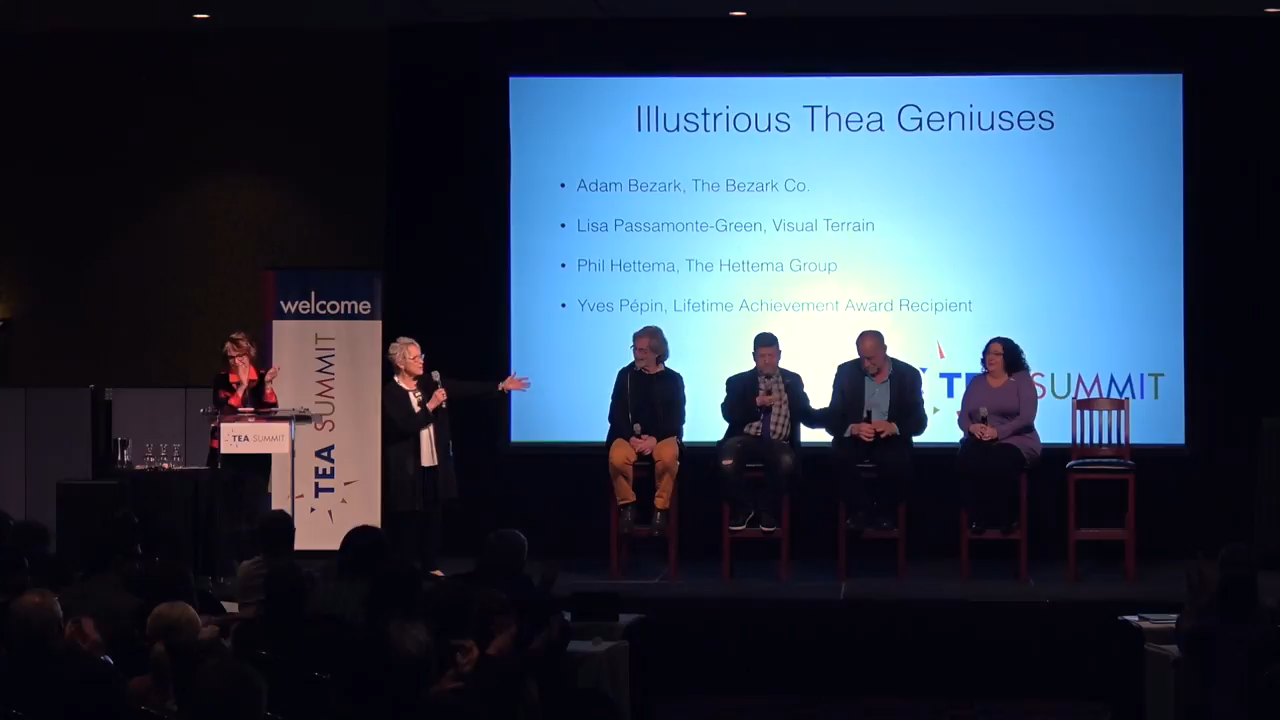 Illustrious Thea Geniuses
• Adam Bezark, The Bezark Co.
• Lisa Passamonte-Green, Visual Terrain
• Phil Hettema, The Hettema Group
• Yves Pépin, Lifetime Achievement Award Recipient
TEA SUMMIT
welcome
TEA SUMMIT
TEA SUMMIT